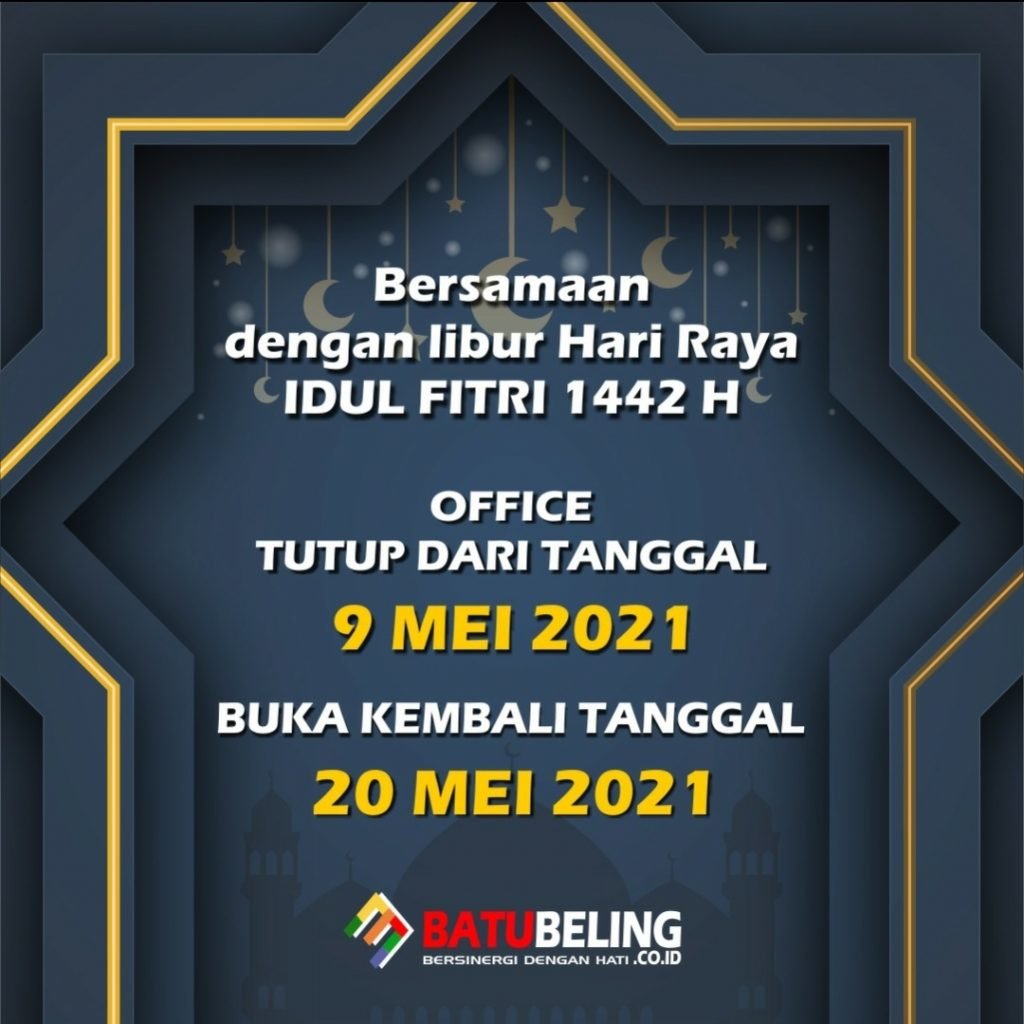 Bersamaan
dengan libur Hari Raya
IDUL FITRI 1442 H
OFFICE
TUTUP DARI TANGGAL
9 MEI 2021
BUKA KEMBALI TANGGAL
20 MEI 2021
BATUBELING
BERSINERGI DENGAN HATI .CO.ID